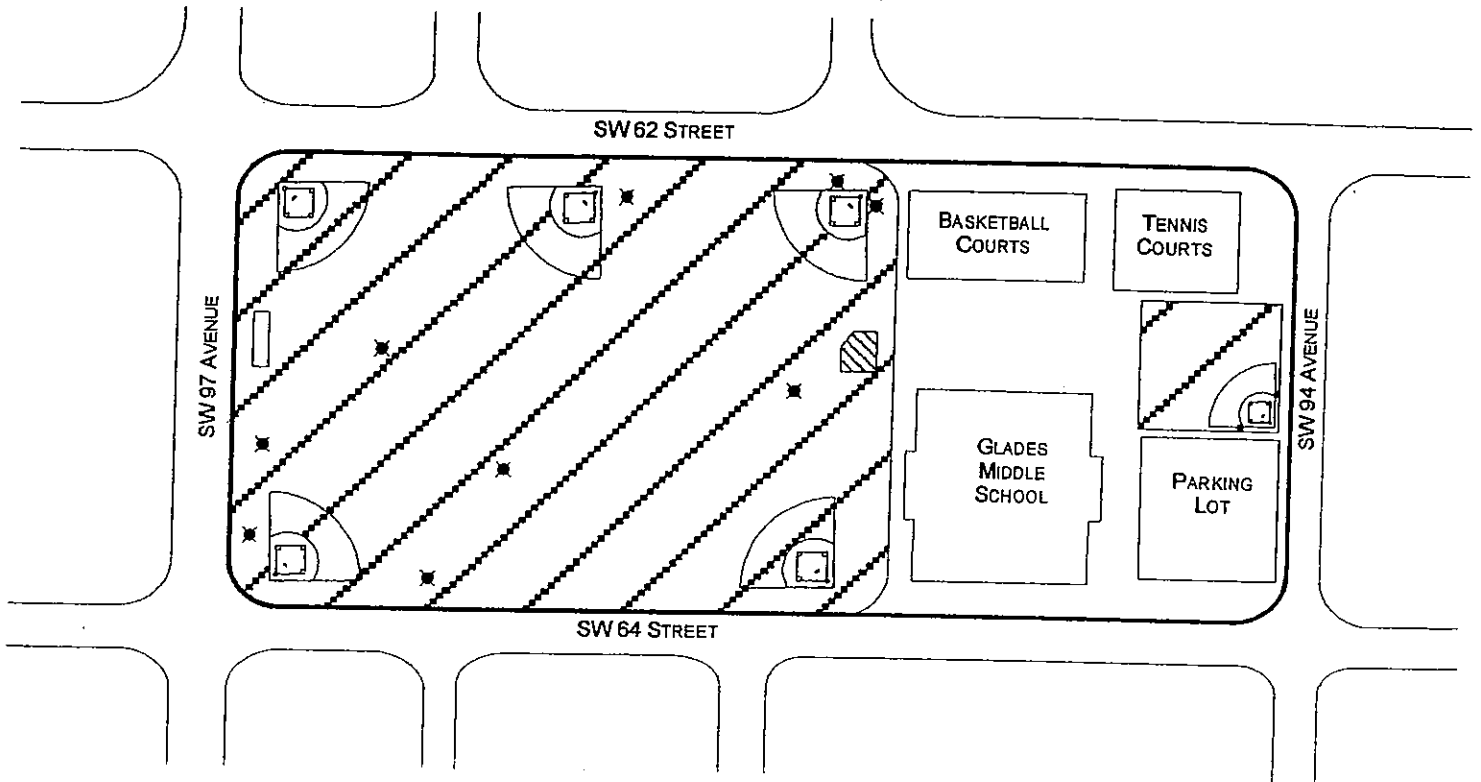 SW 62 STREET
BASKETBALL
COURTS
TENNIS
COURTS
SW 97 AVENUE
SW 94 AVENUE
GLADES
MIDDLE
SCHOOL
PARKING
LOT
SW 64 STREET